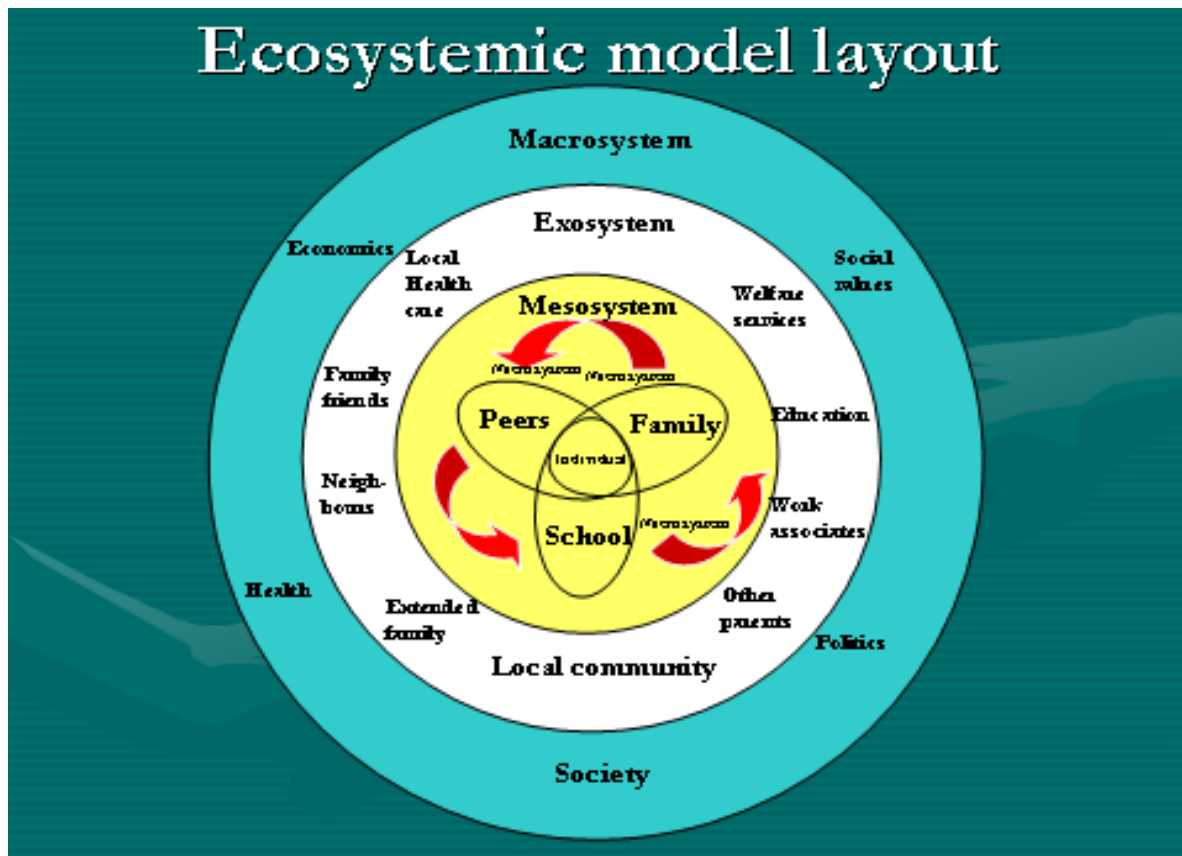 Ecosystemic model layout
Macrosystem
Exosystem
Economics
Local
Health
care
Social
values
Welfare
services
Mesosystem
Family
friends
Peers
Family
Education
Individual
Neigh-
bours
Work
associates
School
Health
Extended
family
Other
parents
Politics
Local community
Society